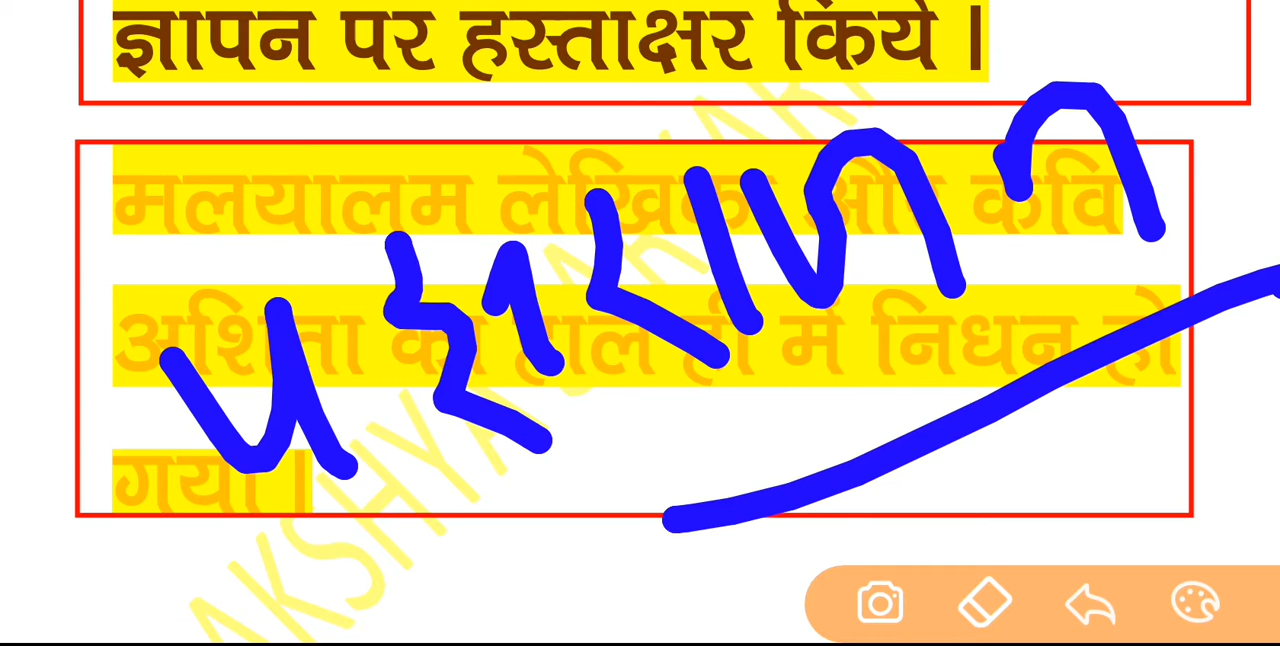 ज्ञापन पर हस्ताक्षर किये ।
मलयालम लेखिका और कवि
अशिता का हाल ही में निधन हो
गया ।